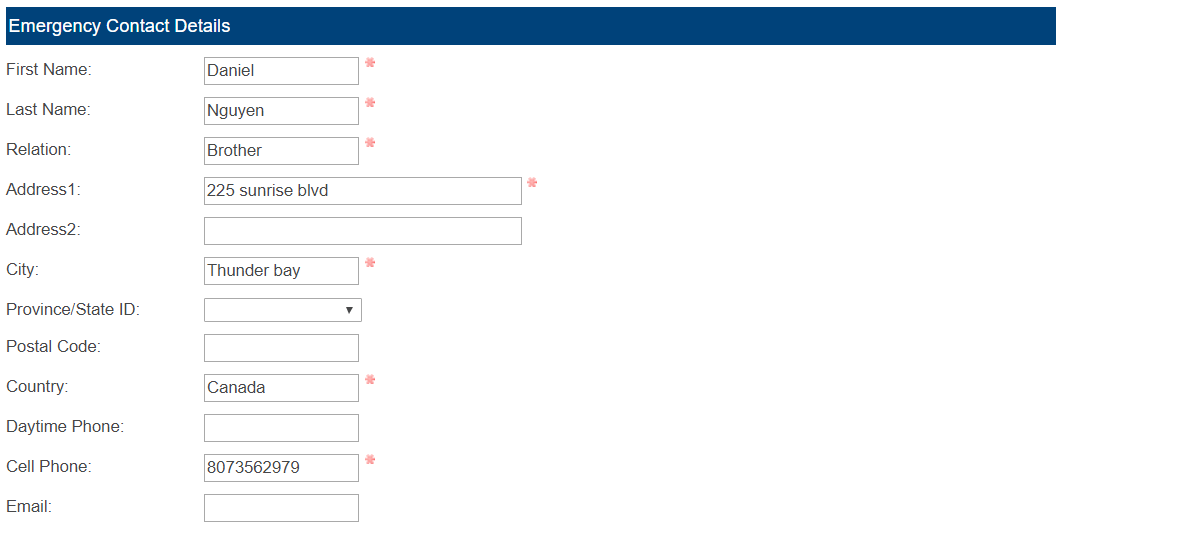 Emergency Contact Details
First Name: Daniel *
Last Name: Nguyen *
Relation: Brother *
Address1: 225 sunrise blvd *
Address2:
City: Thunder bay *
Province/State ID:
Postal Code:
Country: Canada *
Daytime Phone:
Cell Phone: 8073562979 *
Email: